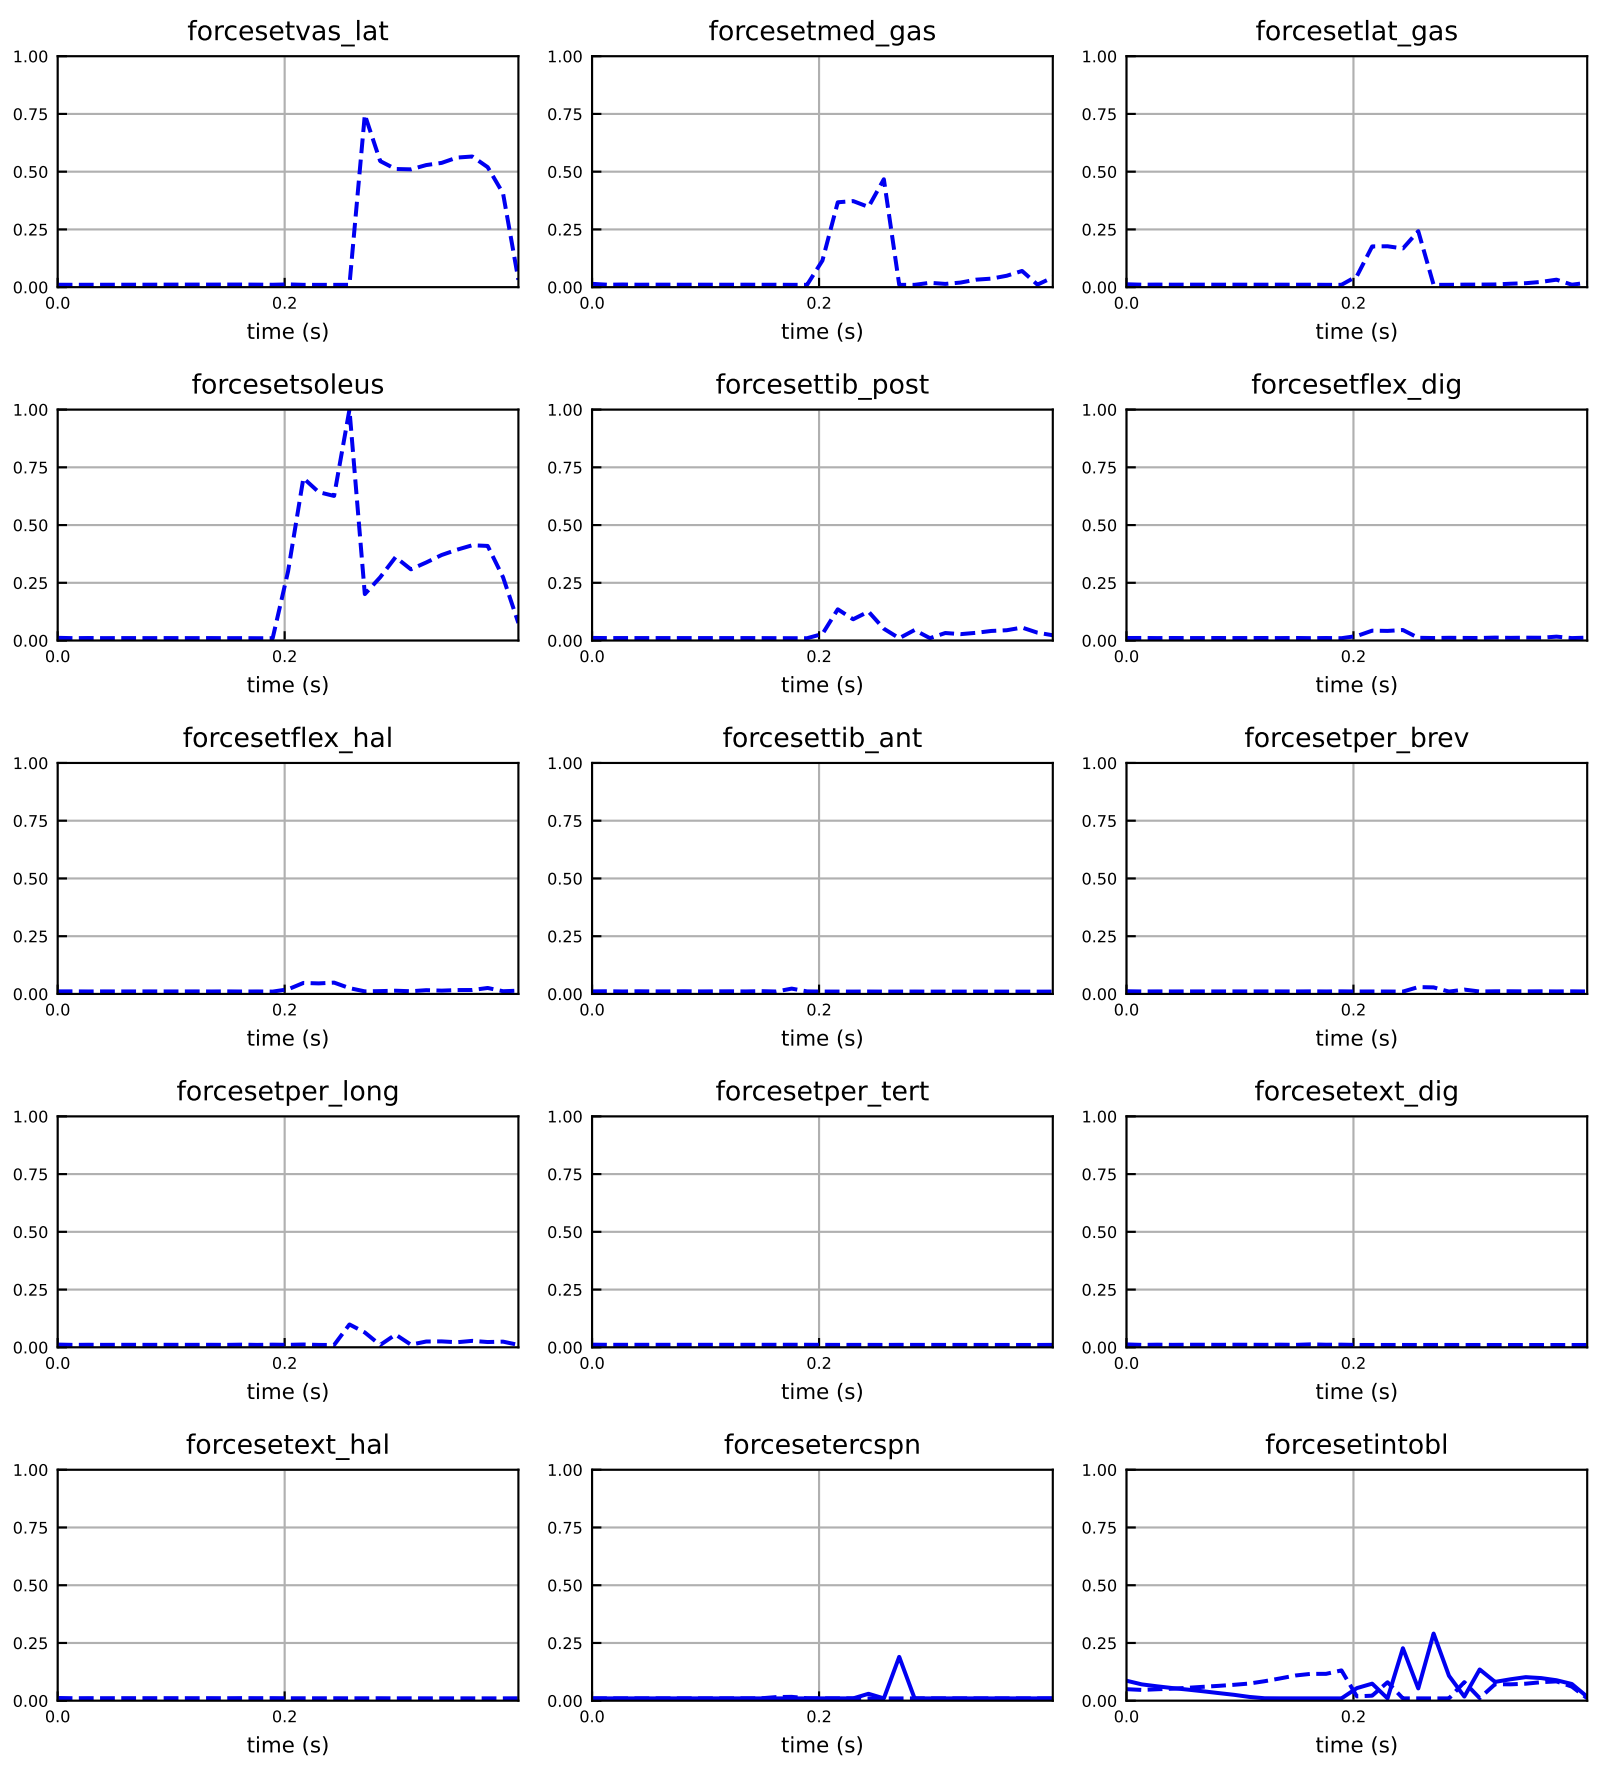 forcesetvas_lat forcesetmed_gas forcesetlat_gas
1.00 1.00 1.00
0.75 0.75 0.75
0.50 0.50 0.50
0.25 0.25 0.25
0.00 0.00 0.00
0.0 0.2 0.0 0.2 0.0 0.2
time (s) time (s) time (s)
forcesetsoleus forcesettib_post forcesetflex_dig
1.00 1.00 1.00
0.75 0.75 0.75
0.50 0.50 0.50
0.25 0.25 0.25
0.00 0.00 0.00
0.0 0.2 0.0 0.2 0.0 0.2
time (s) time (s) time (s)
forcesetflex_hal forcesettib_ant forcesetper_brev
1.00 1.00 1.00
0.75 0.75 0.75
0.50 0.50 0.50
0.25 0.25 0.25
0.00 0.00 0.00
0.0 0.2 0.0 0.2 0.0 0.2
time (s) time (s) time (s)
forcesetper_long forcesetper_tert forcesetext_dig
1.00 1.00 1.00
0.75 0.75 0.75
0.50 0.50 0.50
0.25 0.25 0.25
0.00 0.00 0.00
0.0 0.2 0.0 0.2 0.0 0.2
time (s) time (s) time (s)
forcesetext_hal forcesetercspn forcesetintobl
1.00 1.00 1.00
0.75 0.75 0.75
0.50 0.50 0.50
0.25 0.25 0.25
0.00 0.00 0.00
0.0 0.2 0.0 0.2 0.0 0.2
time (s) time (s) time (s)